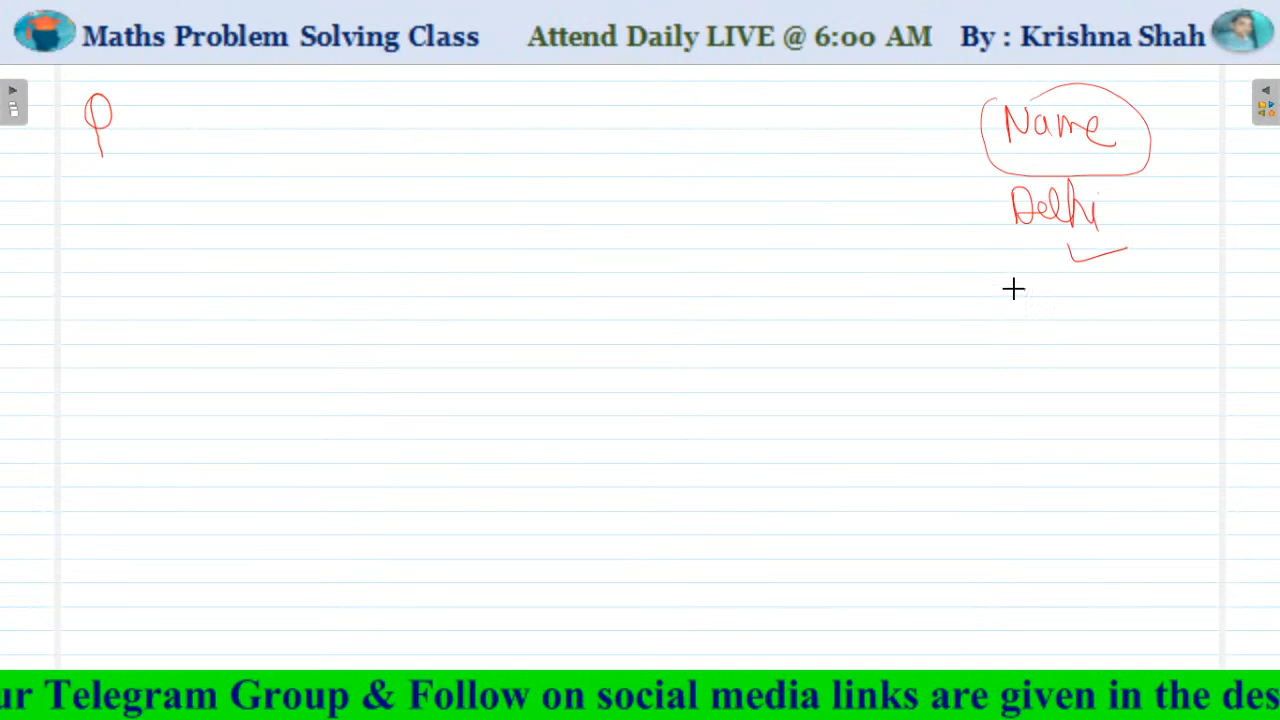 Maths Problem Solving Class Attend Daily LIVE @ 6:00 AM By : Krishna Shah
Q
Name
Delhi
ur Telegram Group & Follow on social media links are given in the des